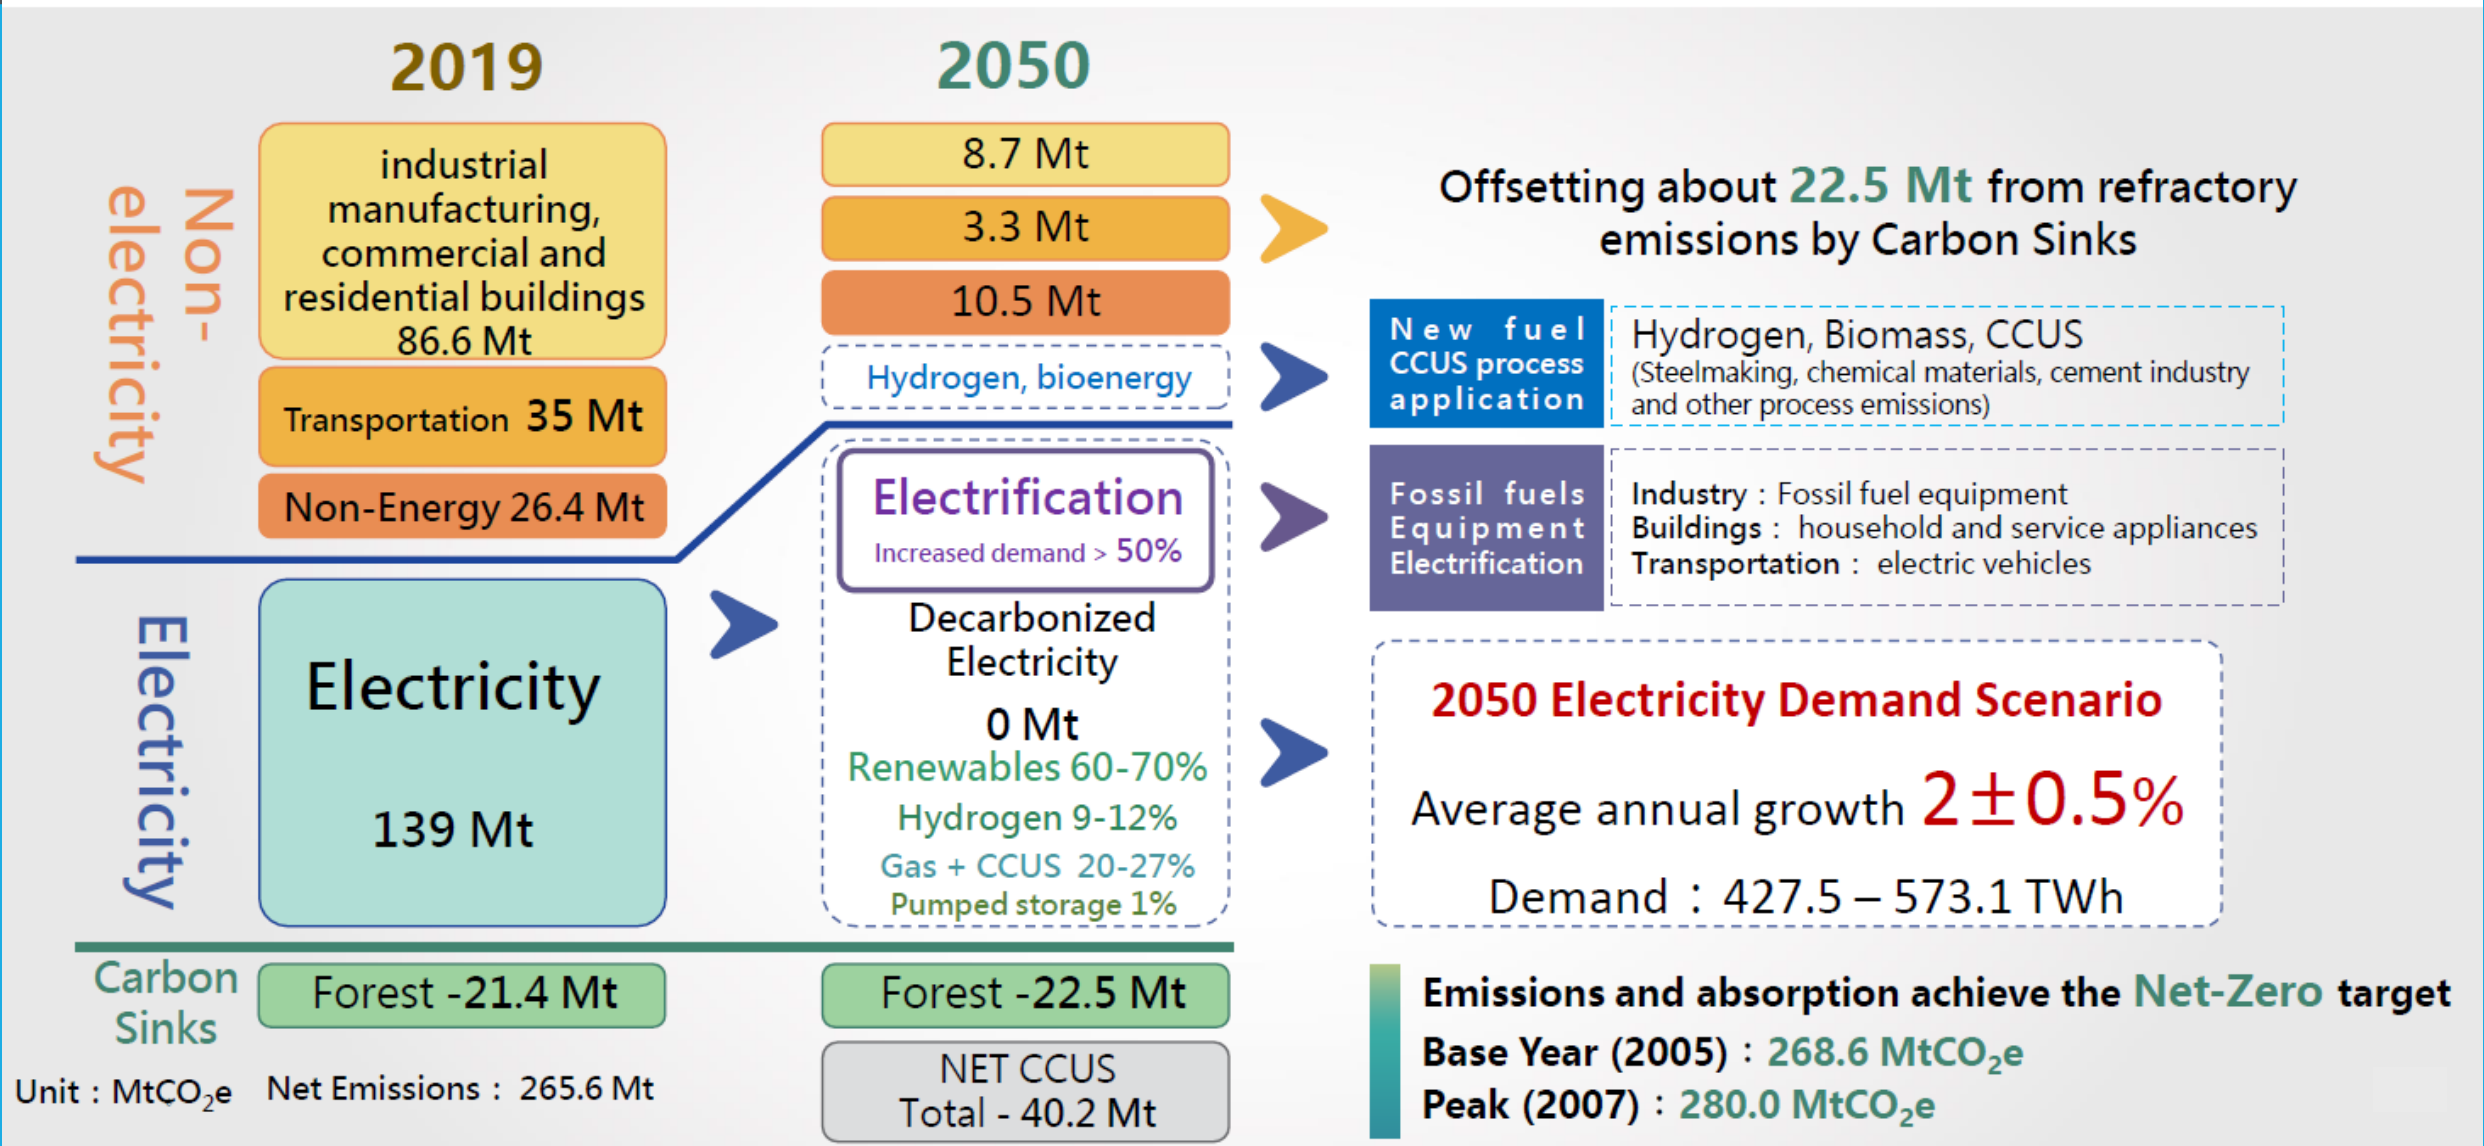 2019
2050
Non-
electricity
industrial
manufacturing,
commercial and
residential buildings
86.6 Mt
Transportation 35 Mt
Non-Energy 26.4 Mt
8.7 Mt
3.3 Mt
10.5 Mt
Hydrogen, bioenergy
Offsetting about 22.5 Mt from refractory
emissions by Carbon Sinks
New fuel
CCUS process
application
Hydrogen, Biomass, CCUS
(Steelmaking, chemical materials, cement industry
and other process emissions)
Fossil fuels
Equipment
Electrification
Industry：Fossil fuel equipment
Buildings： household and service appliances
Transportation： electric vehicles
Electricity
Electricity
139 Mt
Electrification
Increased demand > 50%
Decarbonized
Electricity
0 Mt
Renewables 60-70%
Hydrogen 9-12%
Gas + CCUS 20-27%
Pumped storage 1%
2050 Electricity Demand Scenario
Average annual growth 2±0.5%
Demand：427.5 – 573.1 TWh
Carbon
Sinks
Forest -21.4 Mt
Forest -22.5 Mt
Unit：MtCO₂e
Net Emissions： 265.6 Mt
NET CCUS
Total - 40.2 Mt
Emissions and absorption achieve the Net-Zero target
Base Year (2005)：268.6 MtCO₂e
Peak (2007)：280.0 MtCO₂e